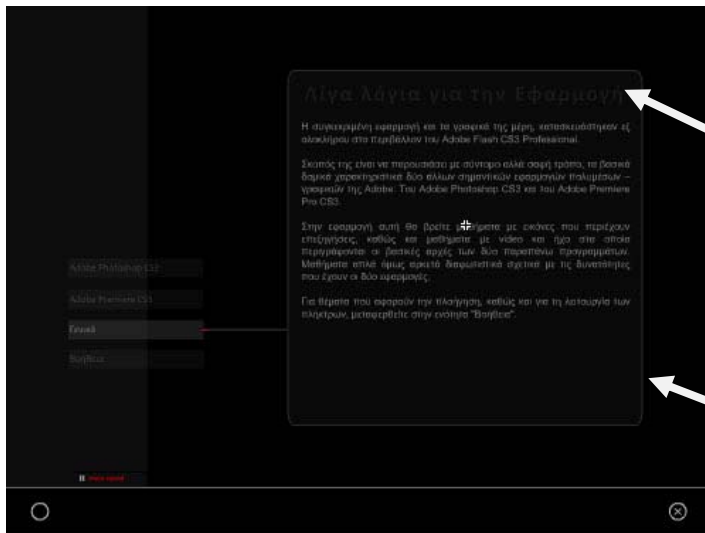 Λίγα λόγια για την Εφαρμογή
Η συγκεκριμένη εφαρμογή και τα γραφικά της μέρη, κατασκευάστηκαν εξ
ολοκλήρου στο περιβάλλον του Adobe Flash CS3 Professional.
Σκοπός της είναι να παρουσιάσει με σύντομο αλλά σαφή τρόπο, τα βασικά
δομικά χαρακτηριστικά δύο άλλων σημαντικών εφαρμογών πολυμέσων –
γραφικών της Adobe. Του Adobe Photoshop CS3 και του Adobe Premiere
Pro CS3.
Στην εφαρμογή αυτή θα βρείτε μαθήματα με εικόνες που περιέχουν
επεξηγήσεις, καθώς και μαθήματα με video και ήχο στα οποία
περιγράφονται οι βασικές αρχές των δύο παραπάνω προγραμμάτων.
Μαθήματα απλά όμως αρκετά διαφωτιστικά σχετικά με τις δυνατότητες
που έχουν οι δύο εφαρμογές.
Για θέματα που αφορούν την πλοήγηση, καθώς και για τη λειτουργία των
πλήκτρων, μεταφερθείτε στην ενότητα "Βοήθεια".
Adobe Photoshop CS3
Adobe Premiere CS3
Γενικά
Βοήθεια